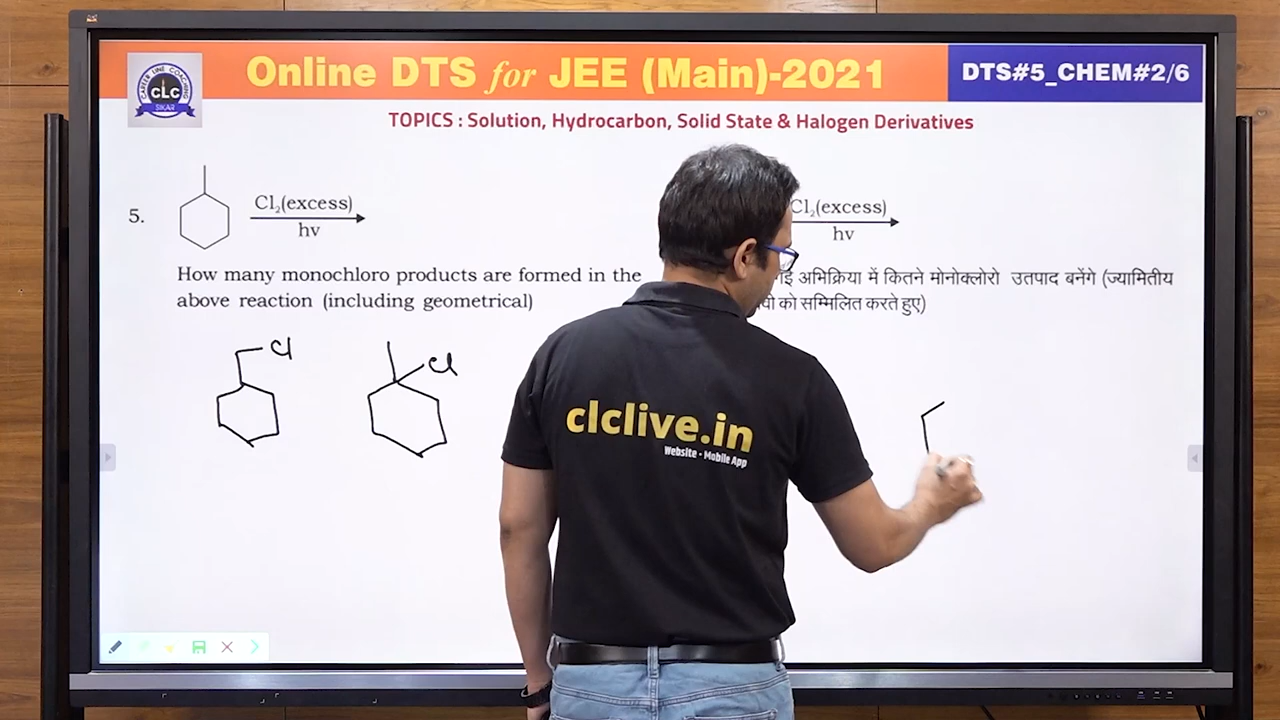 Online DTS for JEE (Main)-2021
DTS#5_CHEM#2/6
CAREER LINE COACHING
CLC
SIKAR
TOPICS : Solution, Hydrocarbon, Solid State & Halogen Derivatives
5.
Cl₂(excess)
hν
Cl₂(excess)
hν
How many monochloro products are formed in the
above reaction (including geometrical)
अभिक्रिया में कितने मोनोक्लोरो उतपाद बनेंगे (ज्यामितीय
को सम्मिलित करते हुए)
Cl
Cl
clclive.in
Website - Mobile App